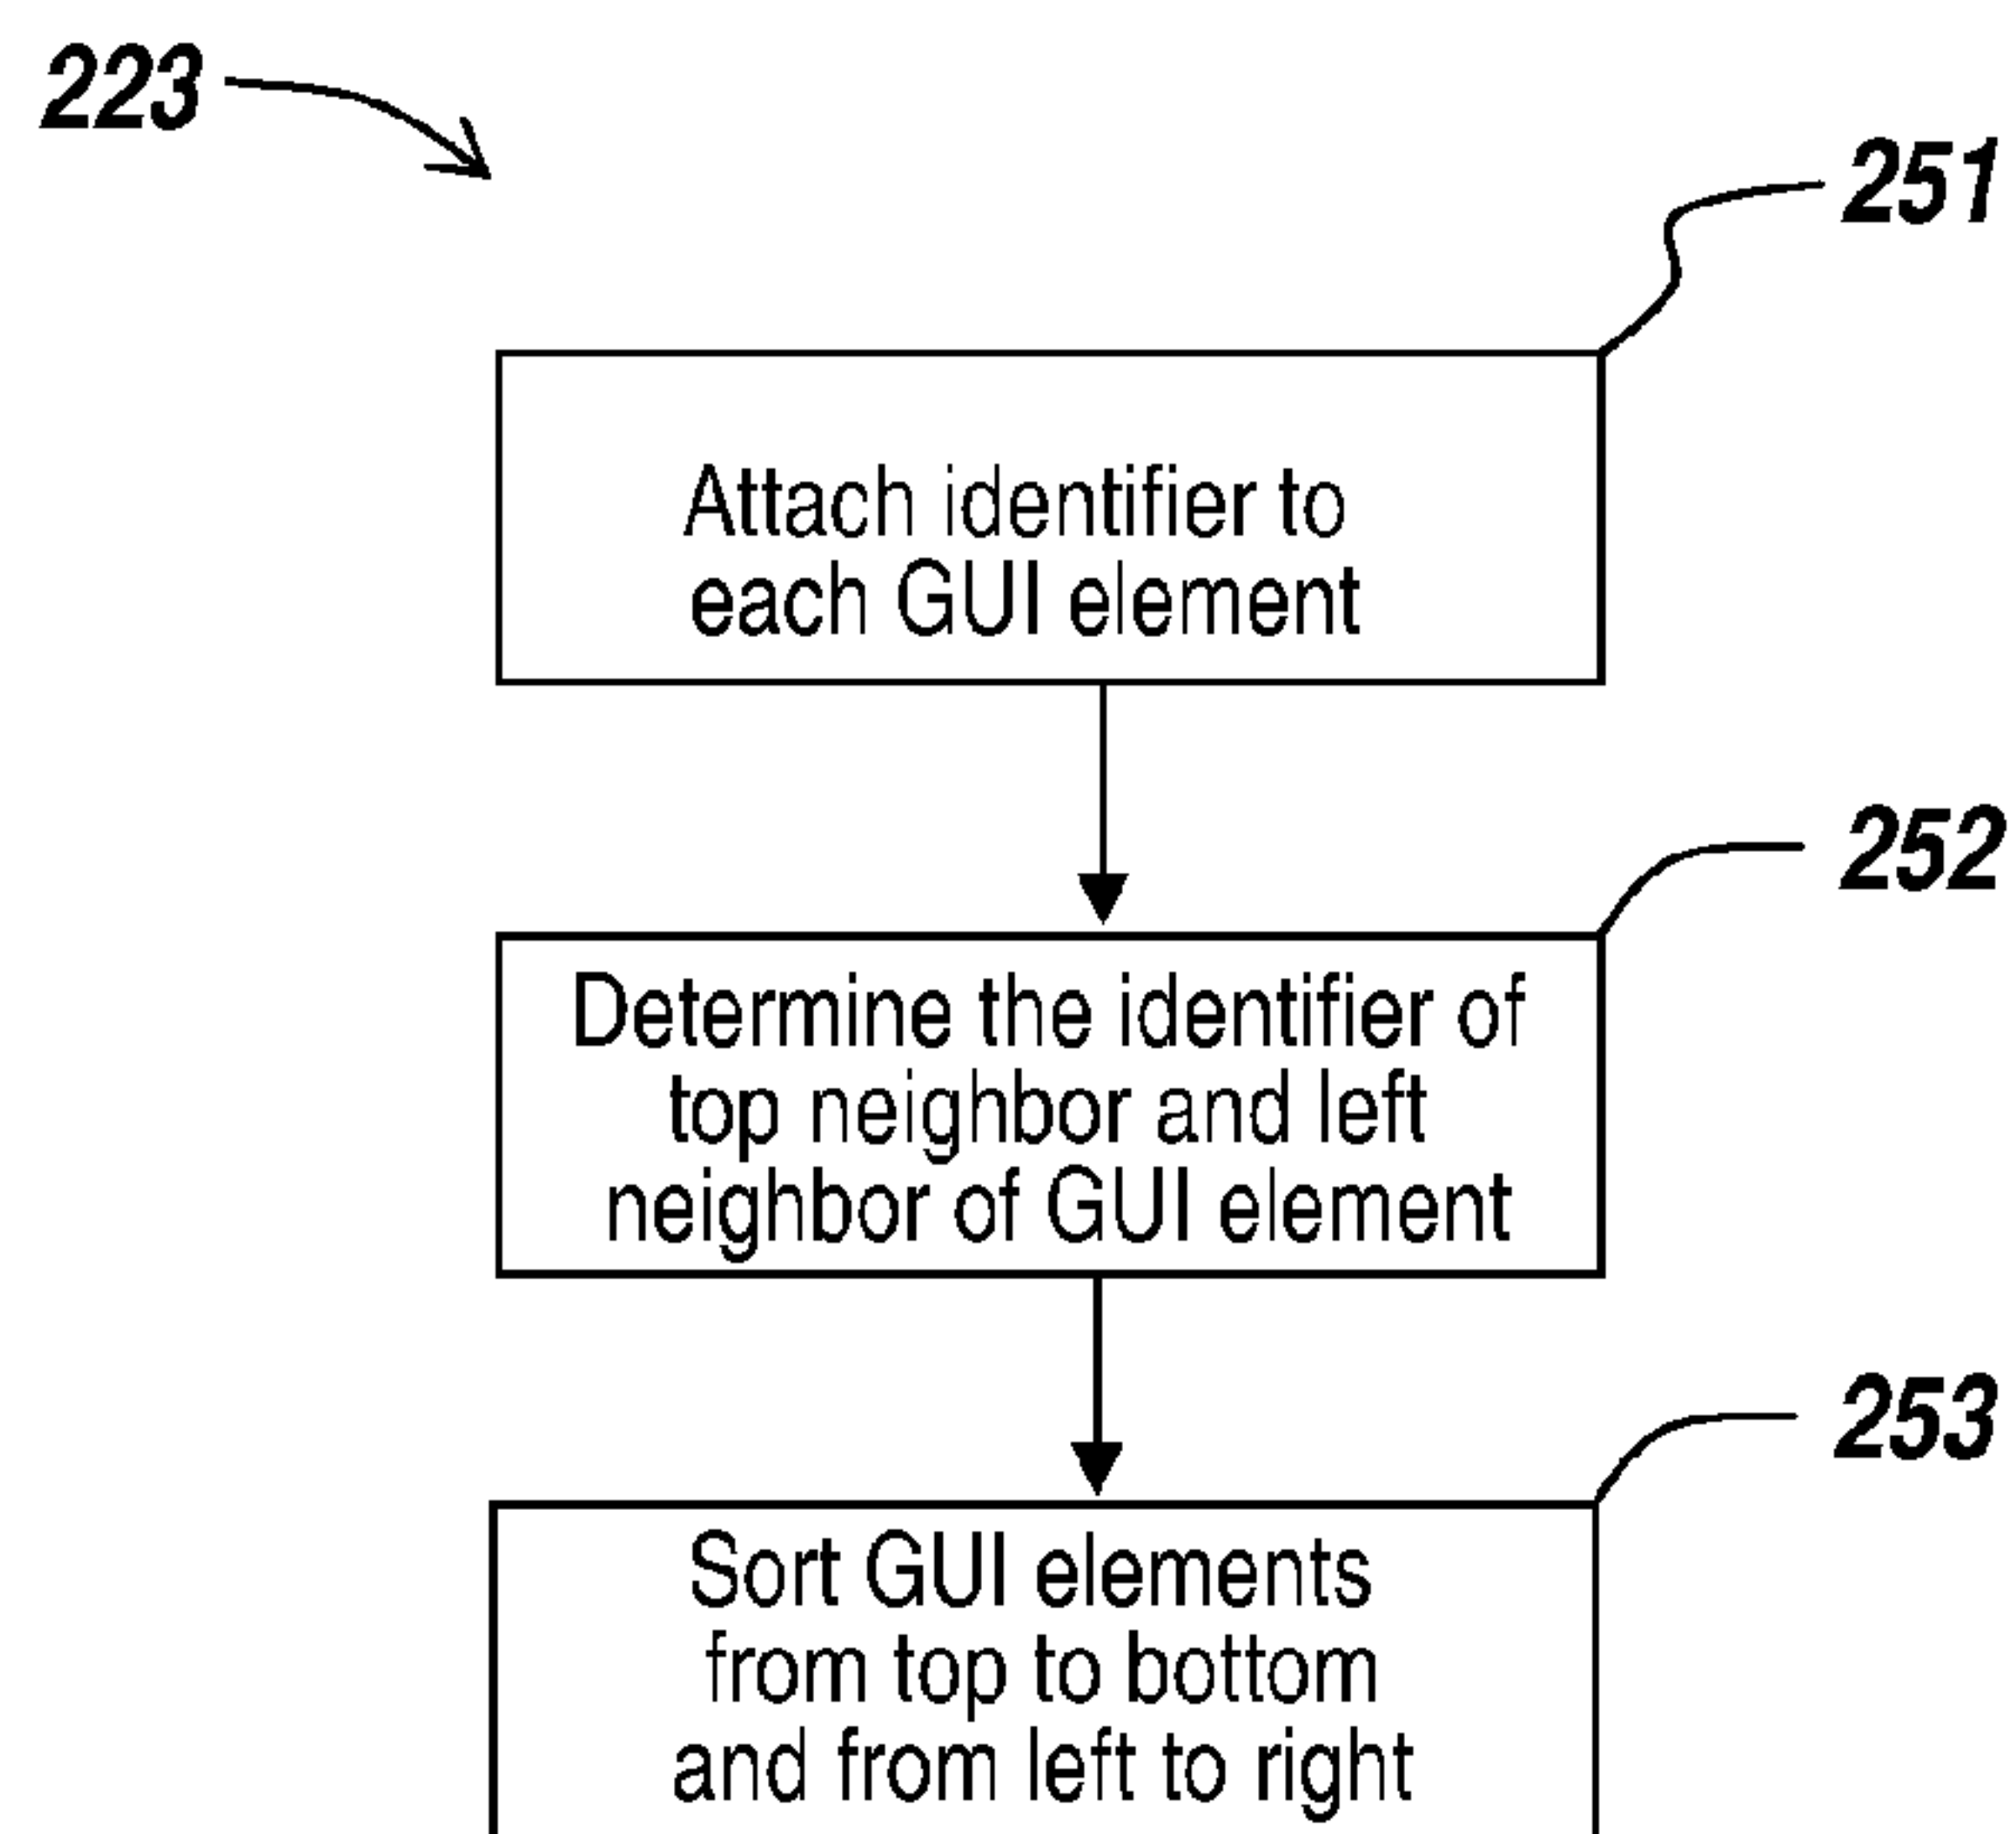 223
251
Attach identifier to
each GUI element
252
Determine the identifier of
top neighbor and left
neighbor of GUI element
253
Sort GUI elements
from top to bottom
and from left to right